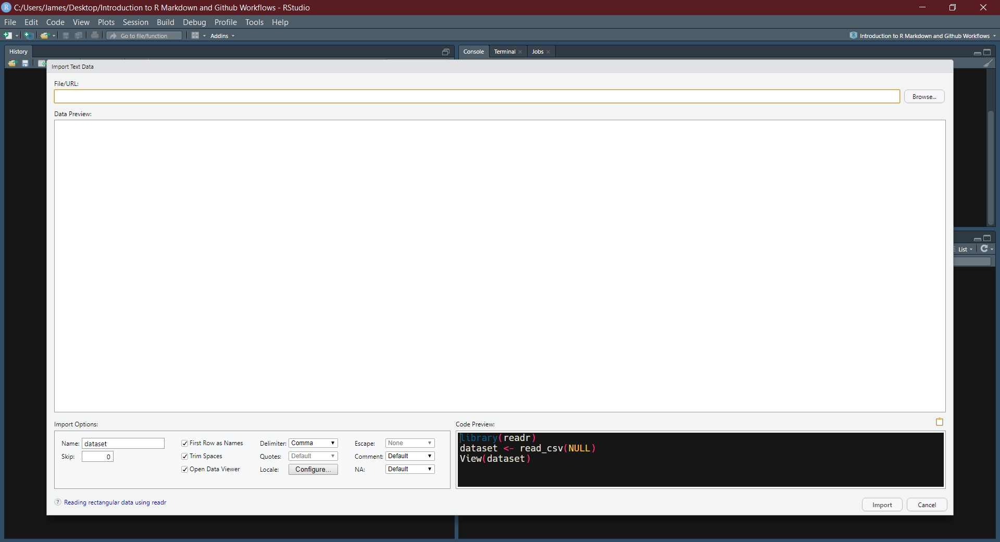 C:/Users/James/Desktop/Introduction to R Markdown and Github Workflows - RStudio
File Edit Code View Plots Session Build Debug Profile Tools Help
Go to file/function Addins Introduction to R Markdown and Github Workflows
History Console Terminal Jobs
Import Text Data
File/URL:
Browse...
Data Preview:
List
Import Options:
Name: dataset
Skip: 0
First Row as Names
Trim Spaces
Open Data Viewer
Delimiter: Comma
Quotes: Default
Locale: Configure...
Escape: None
Comment: Default
NA: Default
Code Preview:
library(readr)
dataset <- read_csv(NULL)
View(dataset)
? Reading rectangular data using readr
Import Cancel